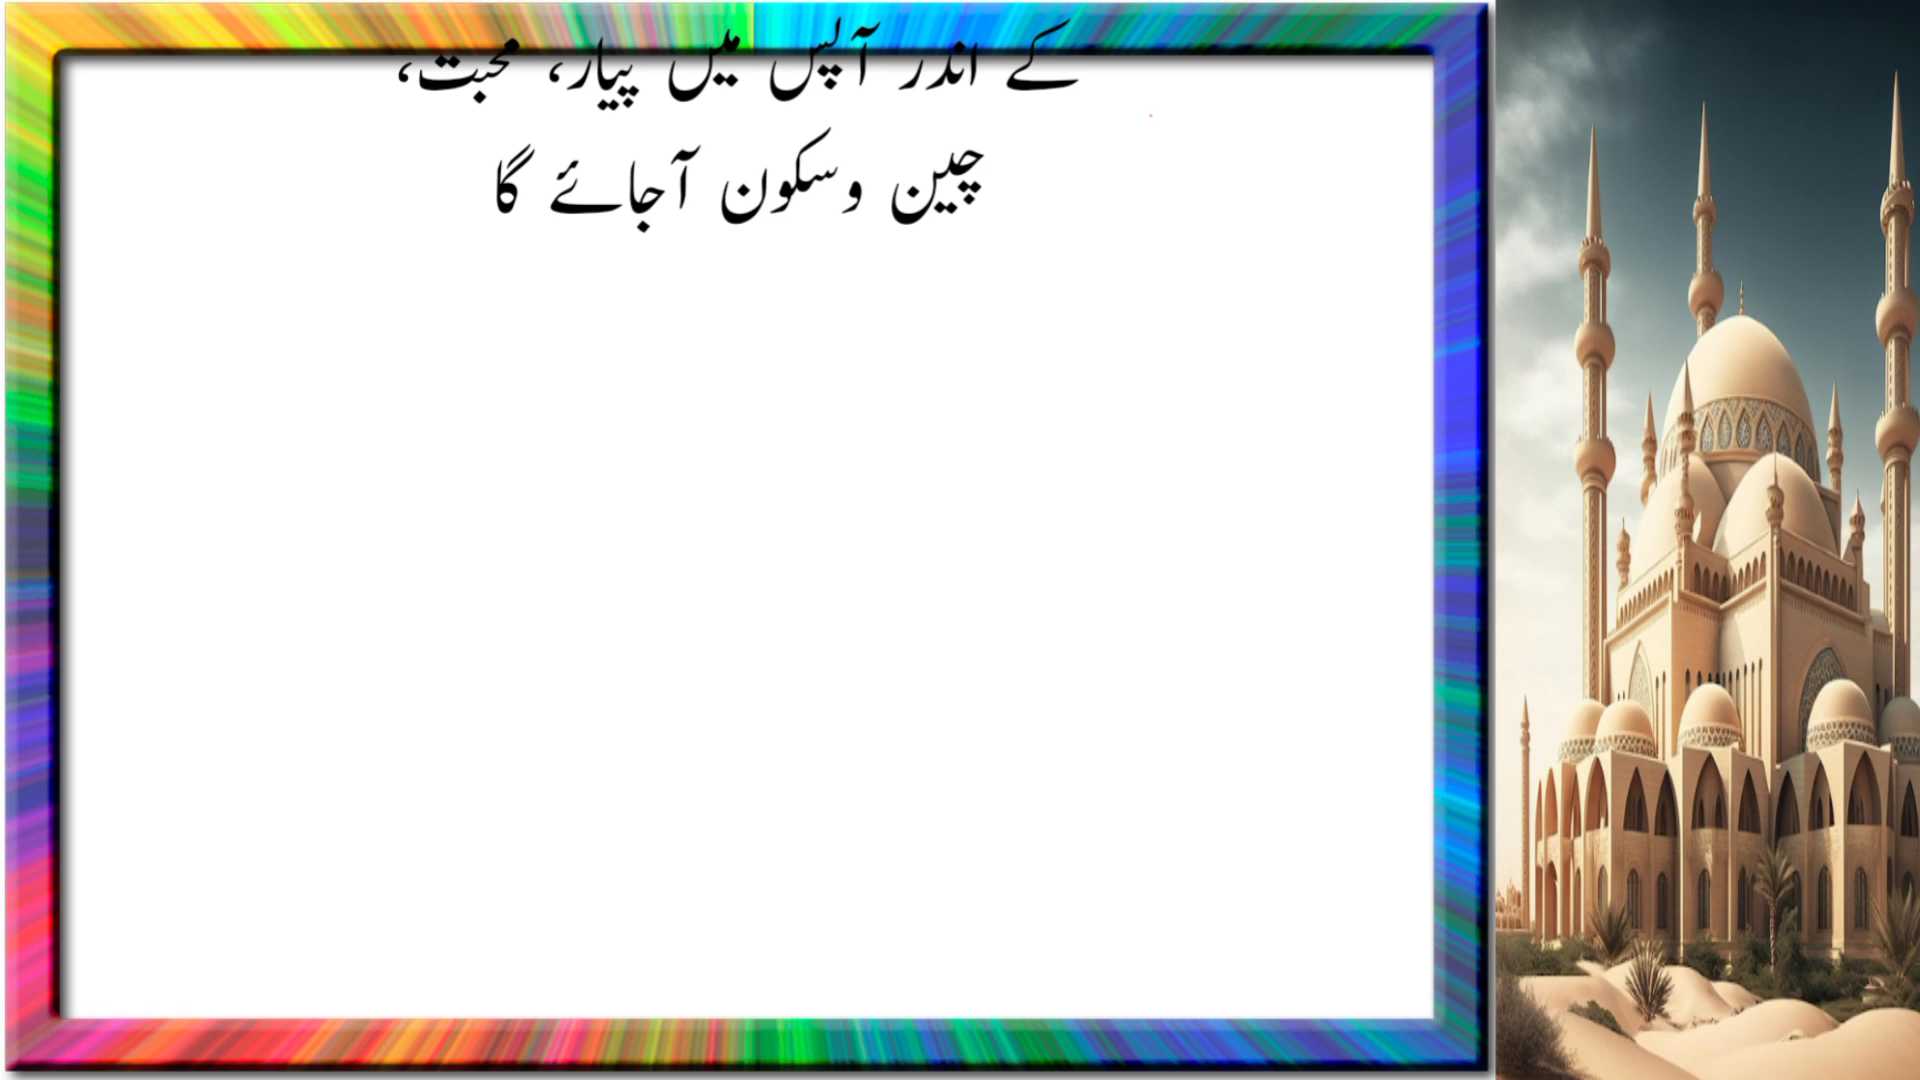 کے اندر آپس میں پیار، محبت،
چین وسکون آجائے گا